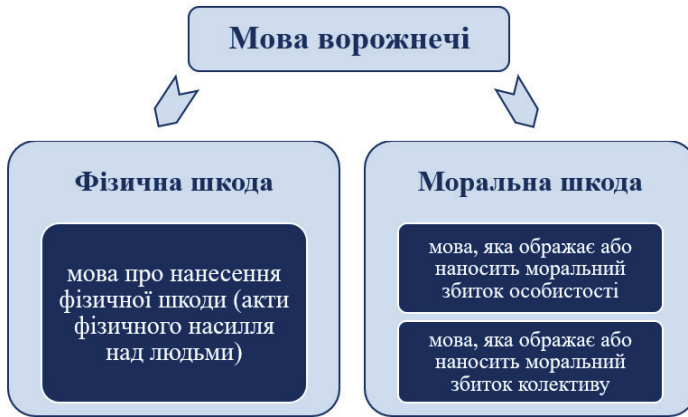 Мова ворожнечі
Фізична шкода
мова про нанесення
фізичної шкоди (акти
фізичного насилля
над людьми)
Моральна шкода
мова, яка ображає або
наносить моральний
збиток особистості
мова, яка ображає або
наносить моральний
збиток колективу